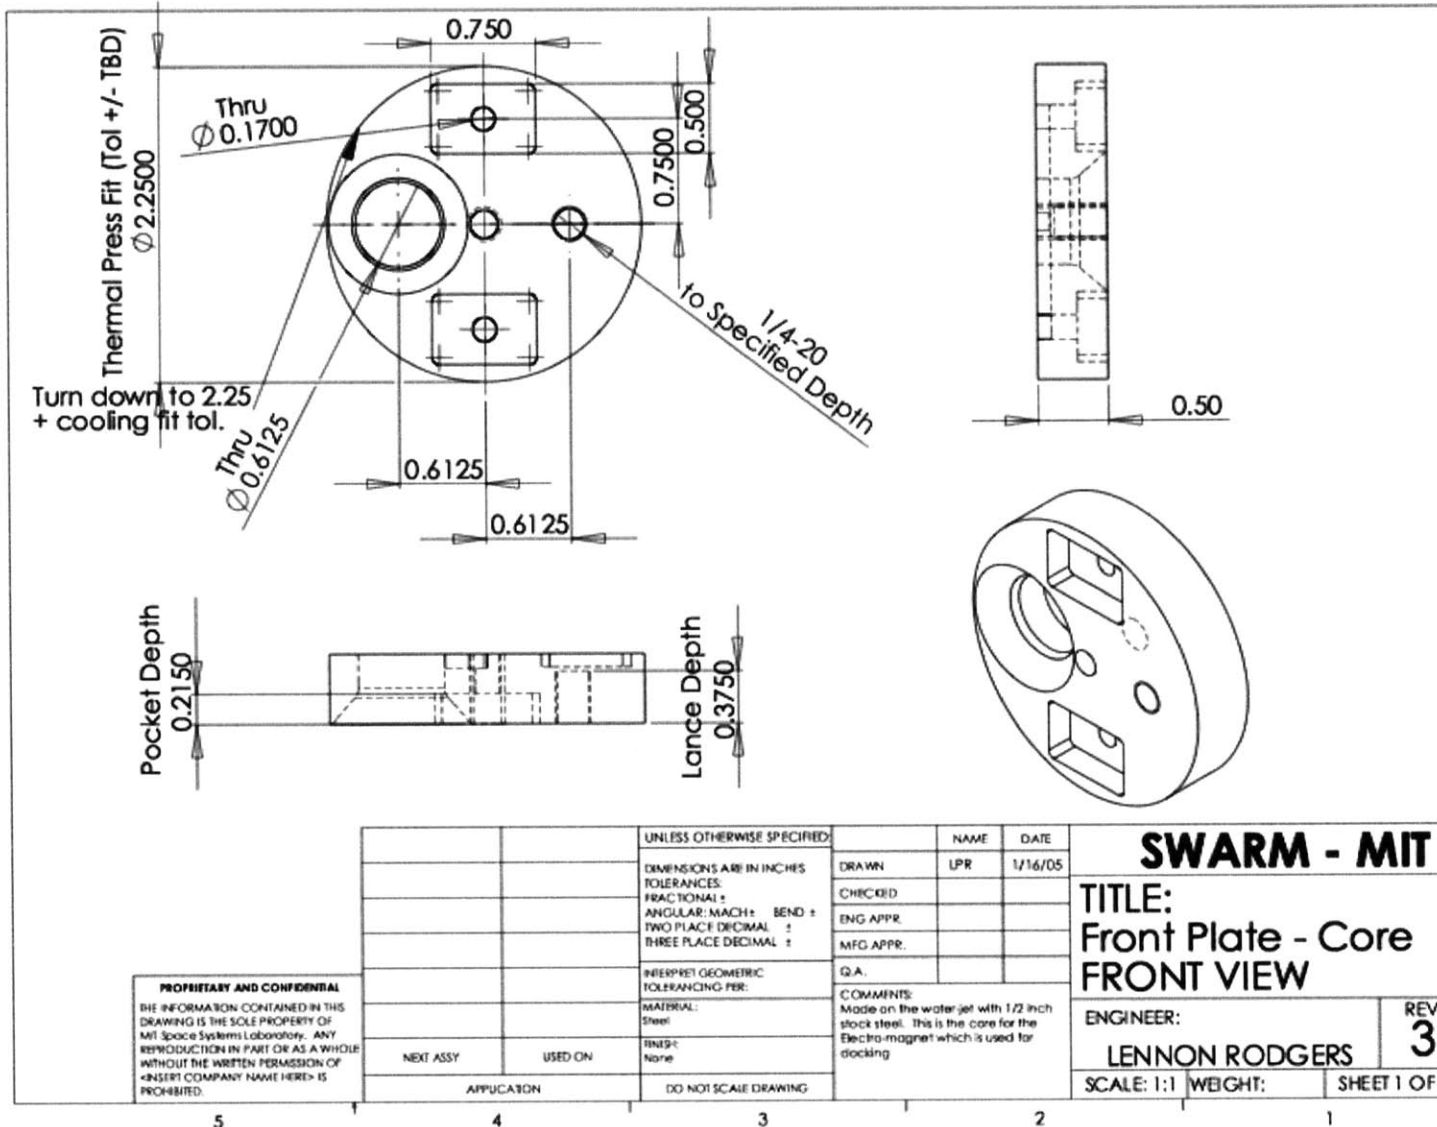 0.750
Thru
∅ 0.1700
Thermal Press Fit (Tol +/- TBD)
∅ 2.2500
0.500
0.7500
1/4-20
to Specified Depth
Turn down to 2.25
+ cooling fit tol.
Thru
∅ 0.6125
0.6125
0.6125
0.50
Pocket Depth
0.2150
Lance Depth
0.3750
PROPRIETARY AND CONFIDENTIAL
THE INFORMATION CONTAINED IN THIS
DRAWING IS THE SOLE PROPERTY OF
MIT Space Systems Laboratory. ANY
REPRODUCTION IN PART OR AS A WHOLE
WITHOUT THE WRITTEN PERMISSION OF
<INSERT COMPANY NAME HERE> IS
PROHIBITED.
NEXT ASSY
USED ON
APPLICATION
UNLESS OTHERWISE SPECIFIED:
DIMENSIONS ARE IN INCHES
TOLERANCES:
FRACTIONAL ±
ANGULAR: MACH ± BEND ±
TWO PLACE DECIMAL ±
THREE PLACE DECIMAL ±
INTERPRET GEOMETRIC
TOLERANCING PER:
MATERIAL:
Steel
FINISH:
None
DO NOT SCALE DRAWING
NAME DATE
DRAWN LPR 1/16/05
CHECKED
ENG APPR.
MFG APPR.
Q.A.
COMMENTS:
Made on the water-jet with 1/2 inch
stock steel. This is the core for the
Electro-magnet which is used for
docking
SWARM - MIT
TITLE:
Front Plate - Core
FRONT VIEW
ENGINEER:
LENNON RODGERS
REV
3
SCALE: 1:1 WEIGHT: SHEET 1 OF
5 4 3 2 1